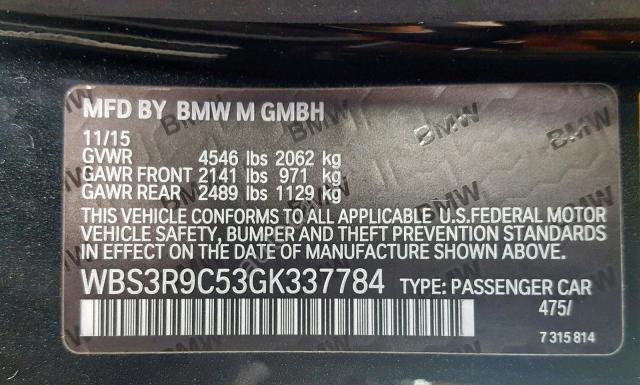 MFD BY BMW M GMBH
11/15
GVWR 4546 lbs 2062 kg
GAWR FRONT 2141 lbs 971 kg
GAWR REAR 2489 lbs 1129 kg
THIS VEHICLE CONFORMS TO ALL APPLICABLE U.S.FEDERAL MOTOR
VEHICLE SAFETY, BUMPER AND THEFT PREVENTION STANDARDS
IN EFFECT ON THE DATE OF MANUFACTURE SHOWN ABOVE.
WBS3R9C53GK337784 TYPE: PASSENGER CAR
475/
7 315 814